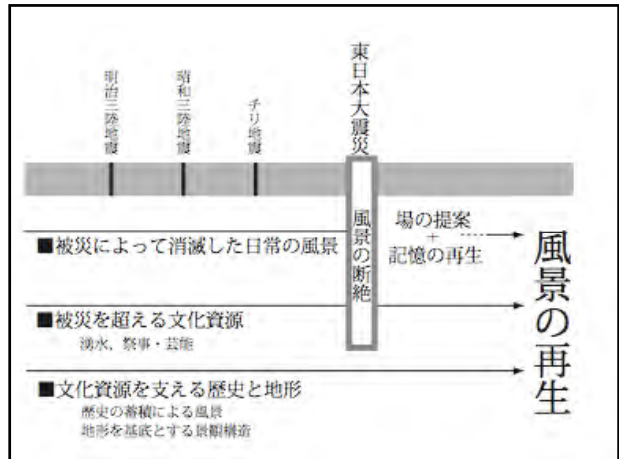 明治三陸地震
昭和三陸地震
チリ地震
東日本大震災
風景の断絶
場の提案
+
記憶の再生
■被災によって消滅した日常の風景
■被災を超える文化資源
湧水、祭事・芸能
■文化資源を支える歴史と地形
歴史の蓄積による風景
地形を基底とする景観構造
風景の再生